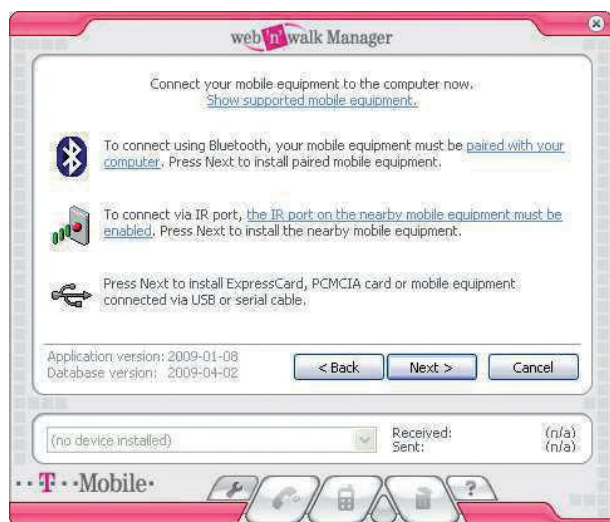 web'n'walk Manager
Connect your mobile equipment to the computer now.
Show supported mobile equipment.
To connect using Bluetooth, your mobile equipment must be paired with your
computer. Press Next to install paired mobile equipment.
To connect via IR port, the IR port on the nearby mobile equipment must be
enabled. Press Next to install the nearby mobile equipment.
Press Next to install ExpressCard, PCMCIA card or mobile equipment
connected via USB or serial cable.
Application version: 2009-01-08
Database version: 2009-04-02
< Back Next > Cancel
(no device installed)
Received: (n/a)
Sent: (n/a)
··T··Mobile·
?